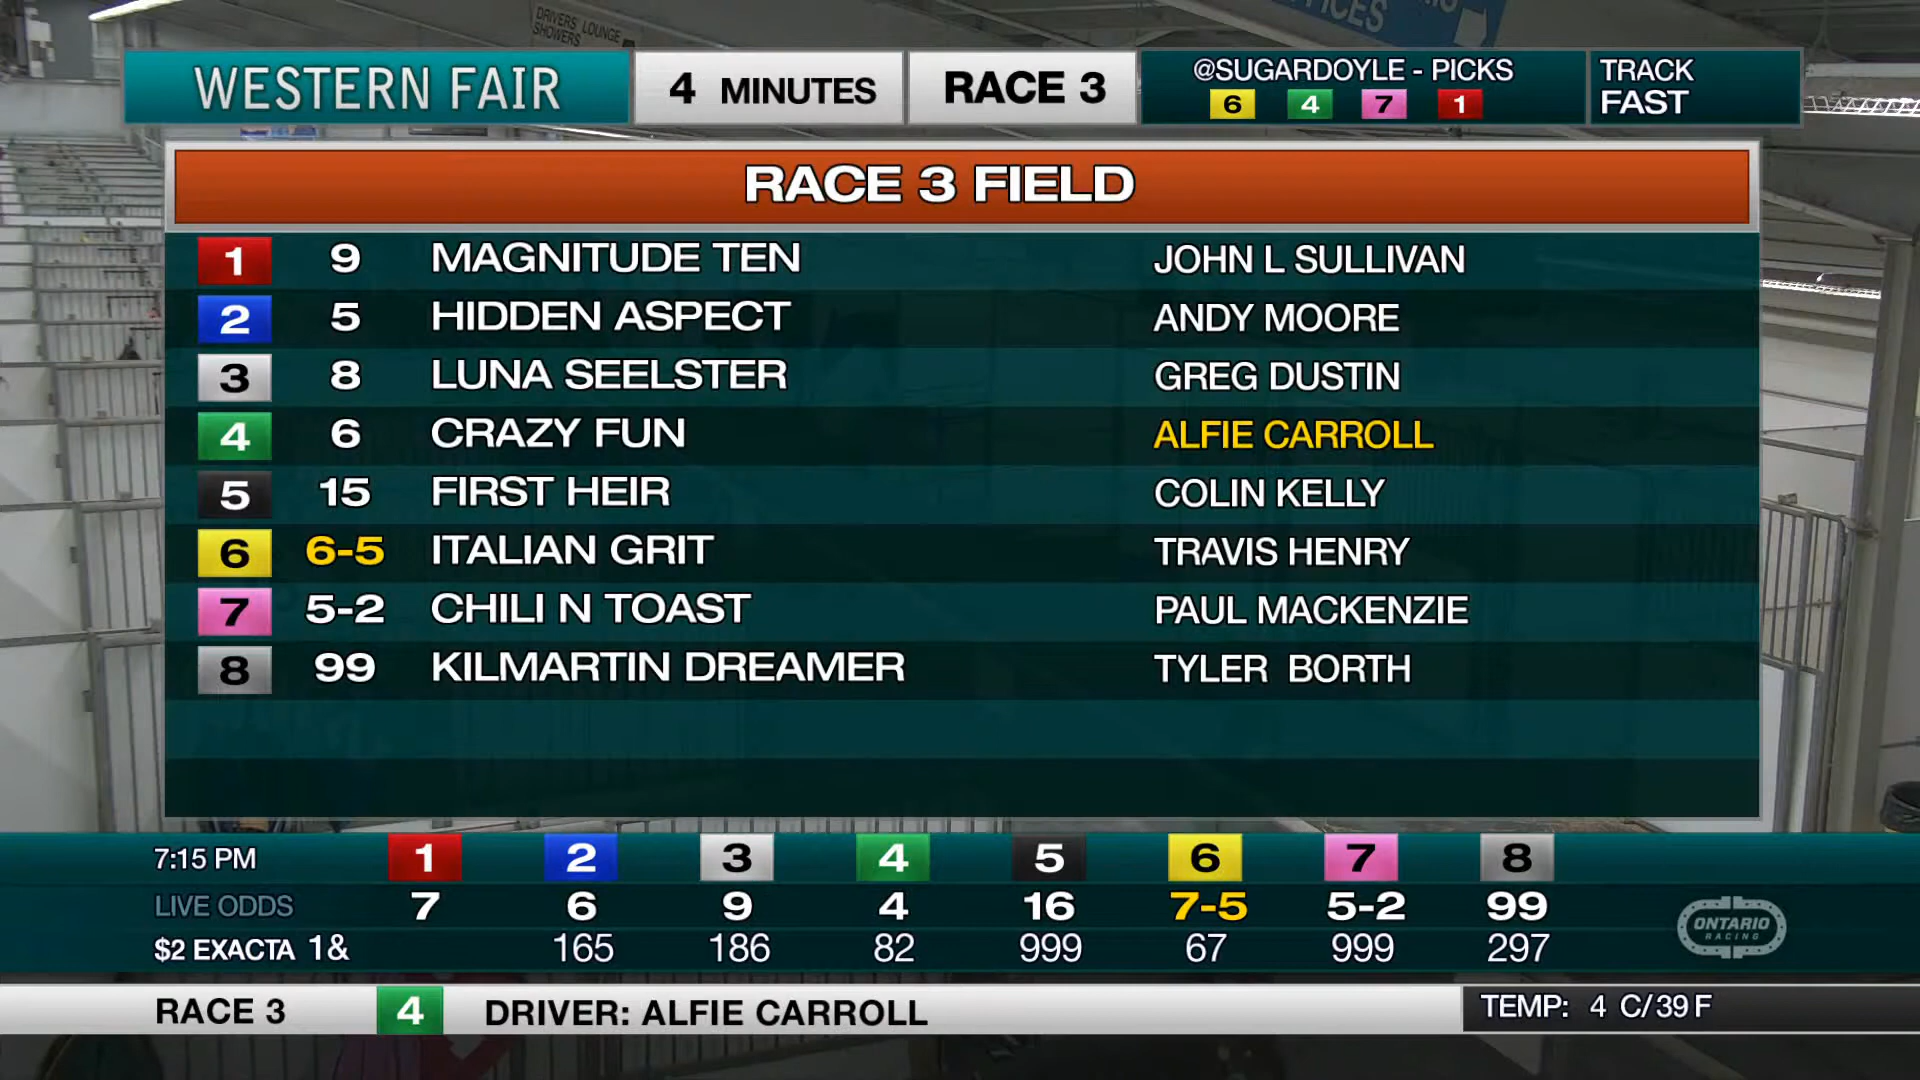 DRIVERS' LOUNGE
SHOWERS
WESTERN FAIR
4 MINUTES
RACE 3
@SUGARDOYLE - PICKS
6 4 7 1
TRACK
FAST
RACE 3 FIELD
1 9 MAGNITUDE TEN JOHN L SULLIVAN
2 5 HIDDEN ASPECT ANDY MOORE
3 8 LUNA SEELSTER GREG DUSTIN
4 6 CRAZY FUN ALFIE CARROLL
5 15 FIRST HEIR COLIN KELLY
6 6-5 ITALIAN GRIT TRAVIS HENRY
7 5-2 CHILI N TOAST PAUL MACKENZIE
8 99 KILMARTIN DREAMER TYLER BORTH
7:15 PM 1 2 3 4 5 6 7 8
LIVE ODDS 7 6 9 4 16 7-5 5-2 99
$2 EXACTA 1& 165 186 82 999 67 999 297
ONTARIO
RACING
RACE 3 4 DRIVER: ALFIE CARROLL
TEMP: 4 C/39 F